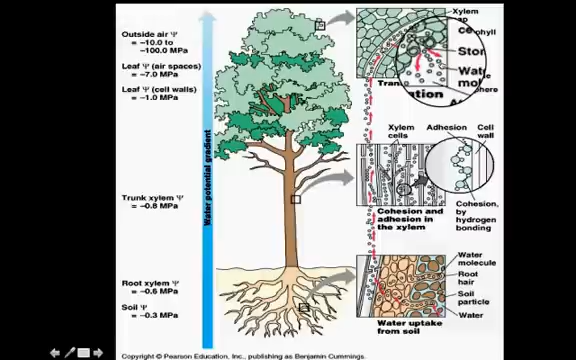 Outside air Ψ
= –10.0 to
–100.0 MPa
Leaf Ψ (air spaces)
= –7.0 MPa
Leaf Ψ (cell walls)
= –1.0 MPa
Trunk xylem Ψ
= –0.8 MPa
Root xylem Ψ
= –0.6 MPa
Soil Ψ
= –0.3 MPa
Water potential gradient
Xylem
Xylem
cells
Adhesion
Cell
wall
Cohesion and
adhesion in
the xylem
Cohesion,
by
hydrogen
bonding
Water
molecule
Root
hair
Soil
particle
Water
Water uptake
from soil
Copyright © Pearson Education, Inc., publishing as Benjamin Cummings.